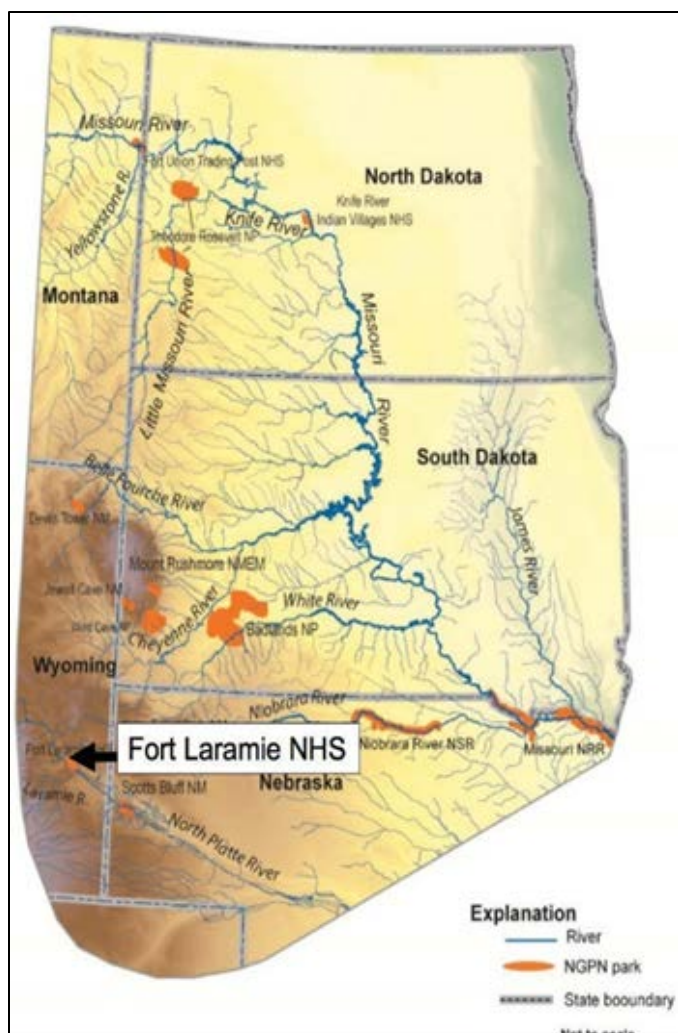 Missouri River
Fort Union Trading Post NHS
North Dakota
Knife River
Indian Villages NHS
Knife River
Yellowstone R.
Theodore Rosevelt NP
Montana
Little Missouri River
Missouri
River
South Dakota
Belle Fourche River
Devils Tower NM
James River
Mount Rushmore NMEM
Jewell Cave NM
White River
Wind Cave NP
Cheyenne River
Badlands NP
Wyoming
Niobrara River
Fort Laramie NHS
Niobrara River NSR
Missouri NRR
Nebraska
Laramie R.
Scotts Bluff NM
North Platte River
Explanation
River
NGPN park
State booundary